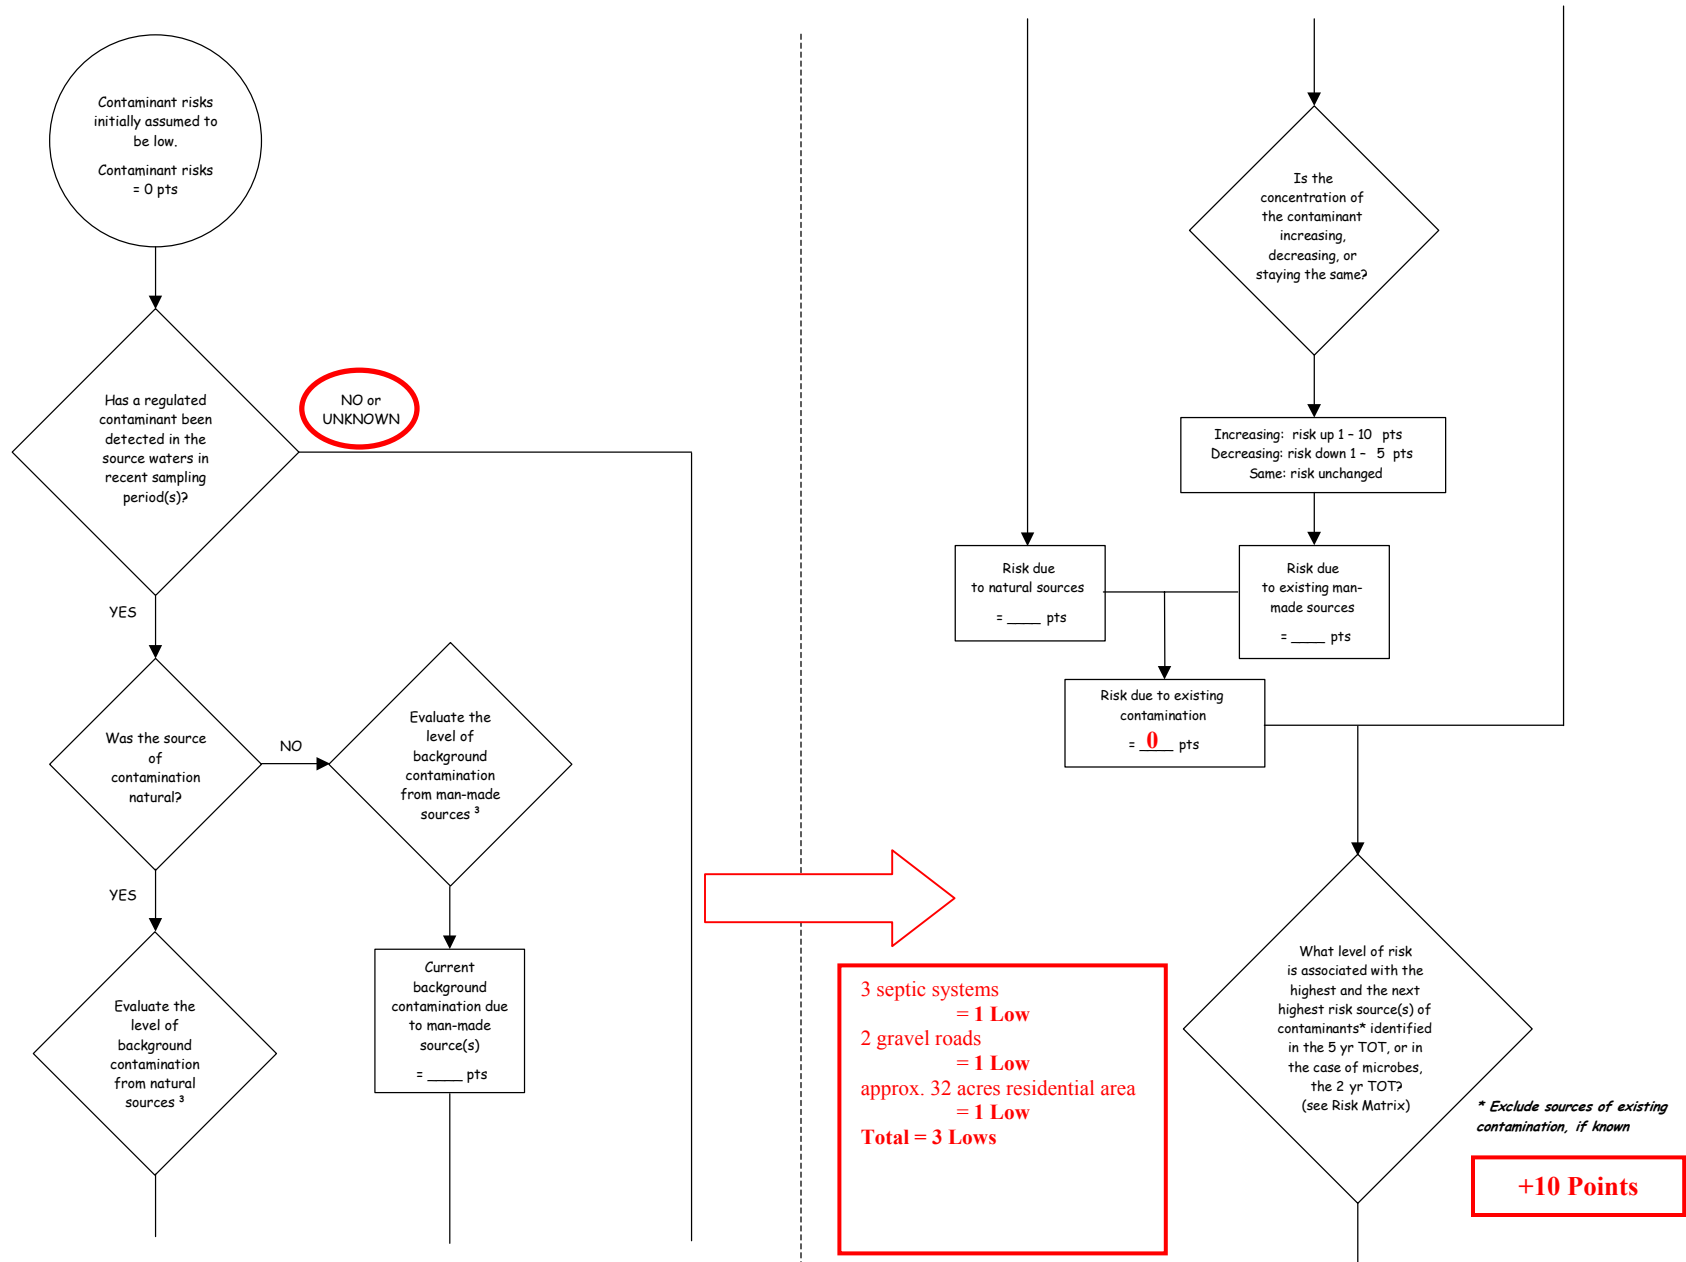 Contaminant risks
initially assumed to
be low.
Contaminant risks
= 0 pts
Has a regulated
contaminant been
detected in the
source waters in
recent sampling
period(s)?
NO or
UNKNOWN
YES
Was the source
of
contamination
natural?
NO
Evaluate the
level of
background
contamination
from man-made
sources ³
YES
Evaluate the
level of
background
contamination
from natural
sources ³
Current
background
contamination due
to man-made
source(s)
= ____ pts
Is the
concentration of
the contaminant
increasing,
decreasing, or
staying the same?
Increasing: risk up 1 – 10 pts
Decreasing: risk down 1 – 5 pts
Same: risk unchanged
Risk due
to natural sources
= ____ pts
Risk due
to existing man-
made sources
= ____ pts
Risk due to existing
contamination
= 0 pts
3 septic systems
= 1 Low
2 gravel roads
= 1 Low
approx. 32 acres residential area
= 1 Low
Total = 3 Lows
What level of risk
is associated with the
highest and the next
highest risk source(s) of
contaminants* identified
in the 5 yr TOT, or in
the case of microbes,
the 2 yr TOT?
(see Risk Matrix)
* Exclude sources of existing
contamination, if known
+10 Points